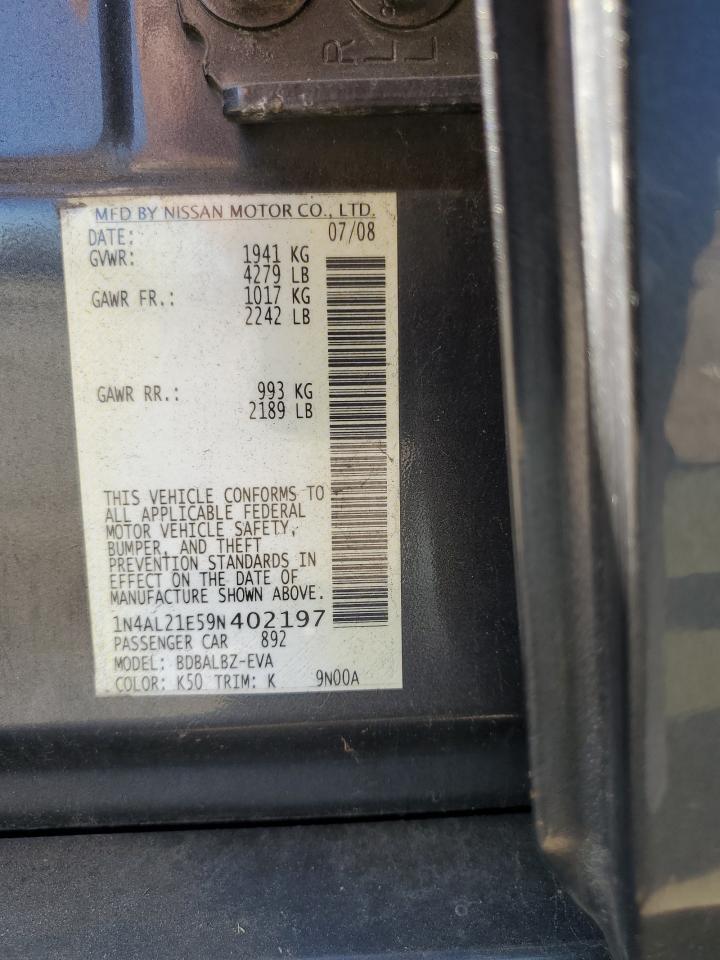 R
L
L
MFD BY NISSAN MOTOR CO., LTD.
DATE: 07/08
GVWR: 1941 KG
4279 LB
GAWR FR.: 1017 KG
2242 LB
GAWR RR.: 993 KG
2189 LB
THIS VEHICLE CONFORMS TO
ALL APPLICABLE FEDERAL
MOTOR VEHICLE SAFETY,
BUMPER, AND THEFT
PREVENTION STANDARDS IN
EFFECT ON THE DATE OF
MANUFACTURE SHOWN ABOVE.
1N4AL21E59N402197
PASSENGER CAR 892
MODEL: BDBALBZ-EVA
COLOR: K50 TRIM: K 9N00A